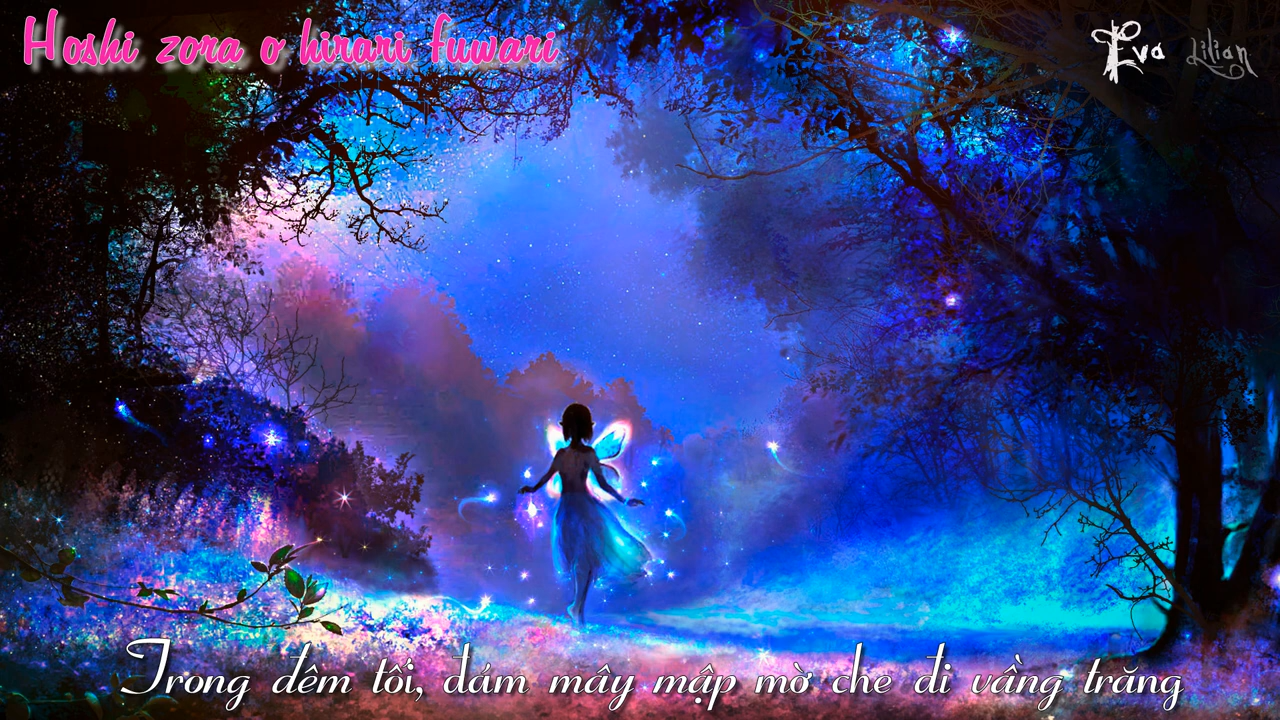 Hoshi zora o hirari fuwari
Eva Lilian
Trong đêm tối, đám mây mập mờ che đi vầng trăng